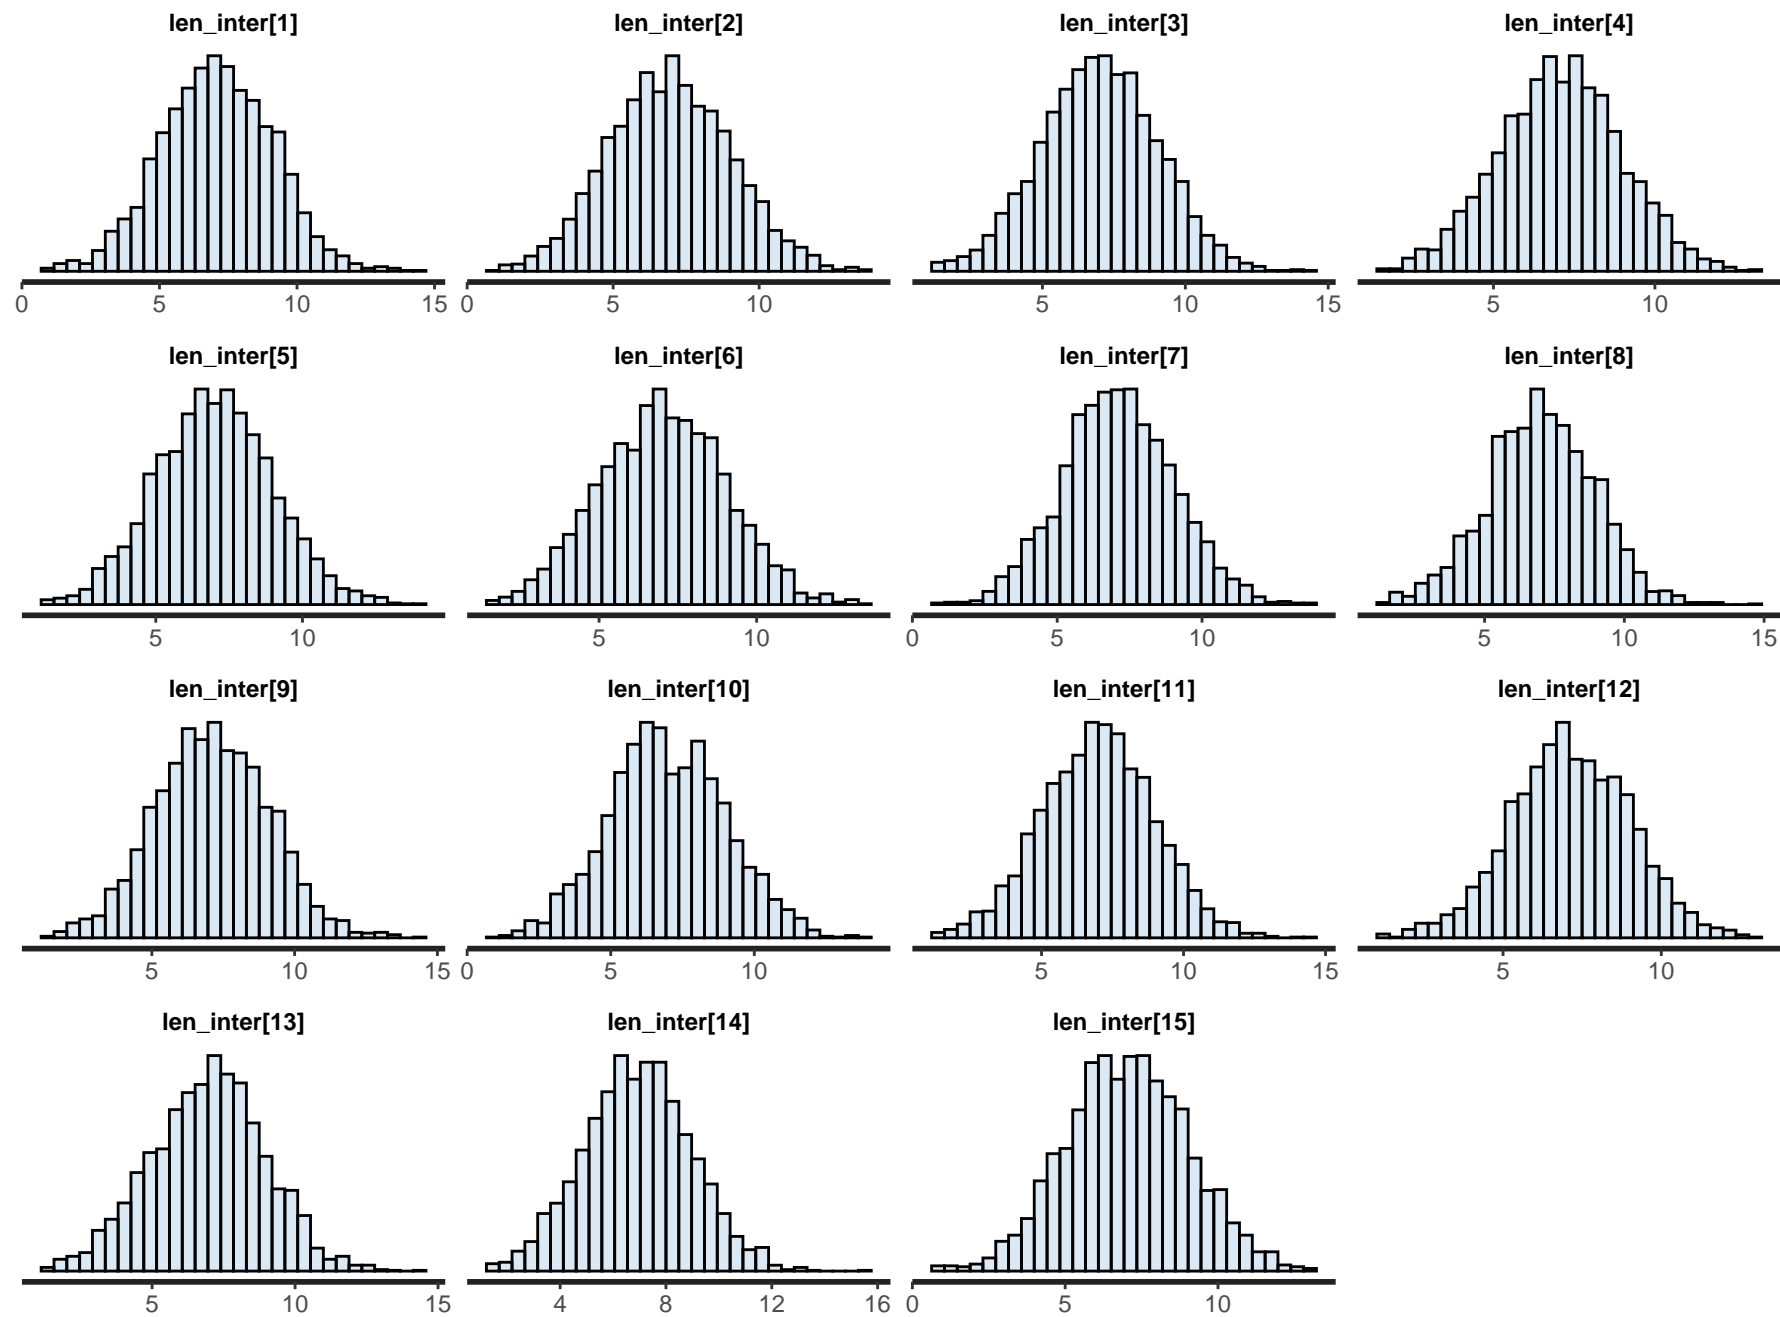 len_inter[1] len_inter[2] len_inter[3] len_inter[4]
0 5 10 15 0 5 10 5 10 15 5 10
len_inter[5] len_inter[6] len_inter[7] len_inter[8]
5 10 5 10 0 5 10 5 10 15
len_inter[9] len_inter[10] len_inter[11] len_inter[12]
5 10 15 0 5 10 5 10 15 5 10
len_inter[13] len_inter[14] len_inter[15]
5 10 15 4 8 12 16 0 5 10